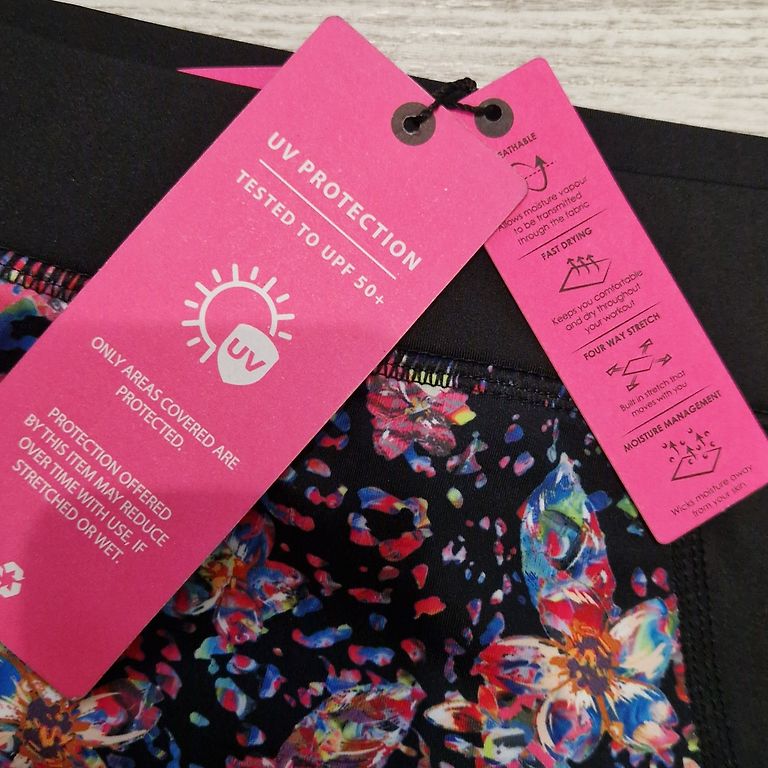 UV PROTECTION
TESTED TO UPF 50+
UV
ONLY AREAS COVERED ARE
PROTECTED.
PROTECTION OFFERED
BY THIS ITEM MAY REDUCE
OVER TIME WITH USE, IF
STRETCHED OR WET.
EATHABLE
Allows moisture vapour
to be transmitted
through the fabric
FAST DRYING
Keeps you comfortable
and dry throughout
your workout
FOUR WAY STRETCH
Built in stretch that
moves with you
MOISTURE MANAGEMENT
Wicks moisture away
from your skin